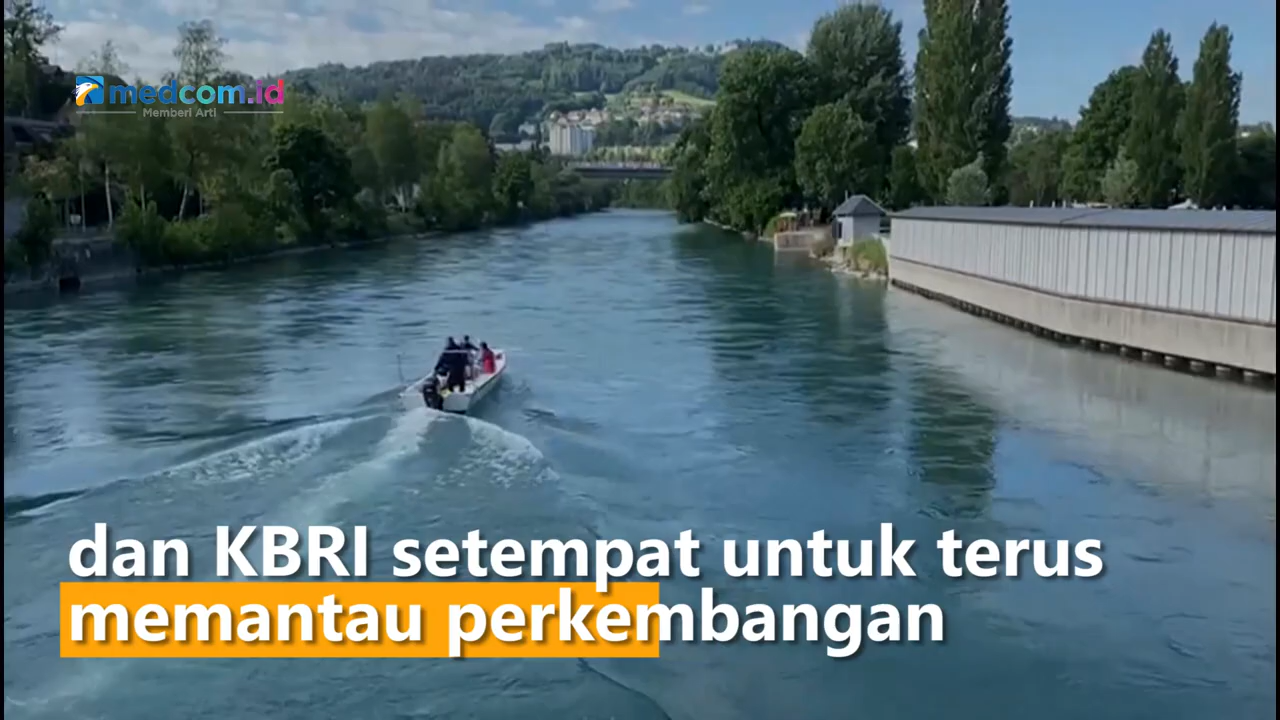 medcom.id
Memberi Arti
dan KBRI setempat untuk terus
memantau perkembangan